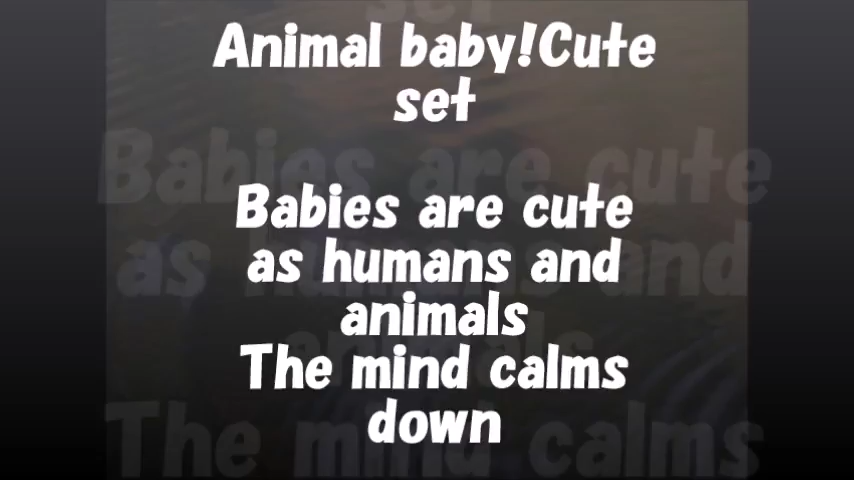 Animal baby!Cute
set
Babies are cute
as humans and
animals
The mind calms
down